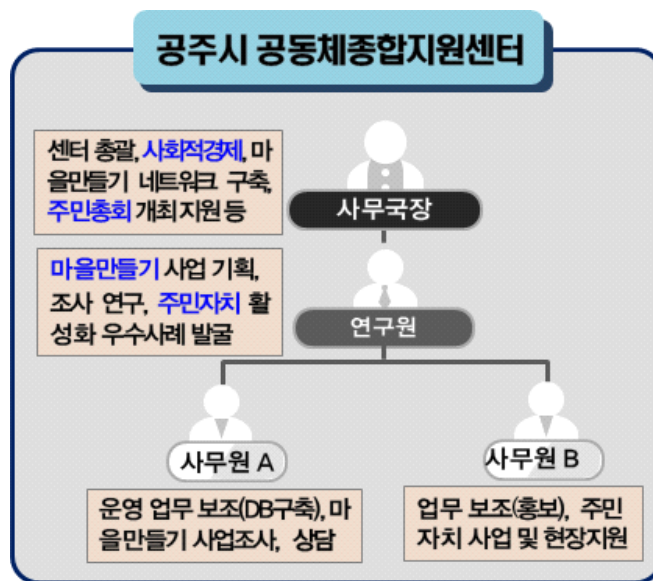 공주시 공동체종합지원센터
센터 총괄, 사회적경제, 마
을만들기 네트워크 구축,
주민총회 개최 지원 등
사무국장
마을만들기 사업 기획,
조사 연구, 주민자치 활
성화 우수사례 발굴
연구원
사무원 A
사무원 B
운영 업무 보조(DB구축), 마
을만들기 사업조사, 상담
업무 보조(홍보), 주민
자치 사업 및 현장지원